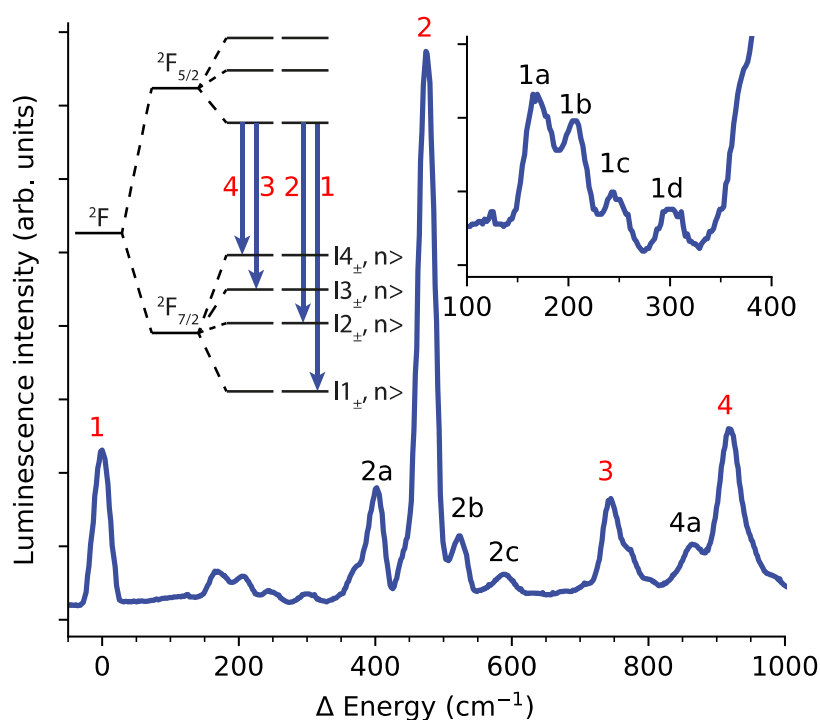 2
²F₅/₂
1a
1b
1c
1d
4 3 2 1
²F
|4±, n>
|3±, n>
|2±, n>
|1±, n>
²F₇/₂
100 200 300 400
1
2a
2b
2c
3
4a
4
Luminescence intensity (arb. units)
0 200 400 600 800 1000
Δ Energy (cm⁻¹)